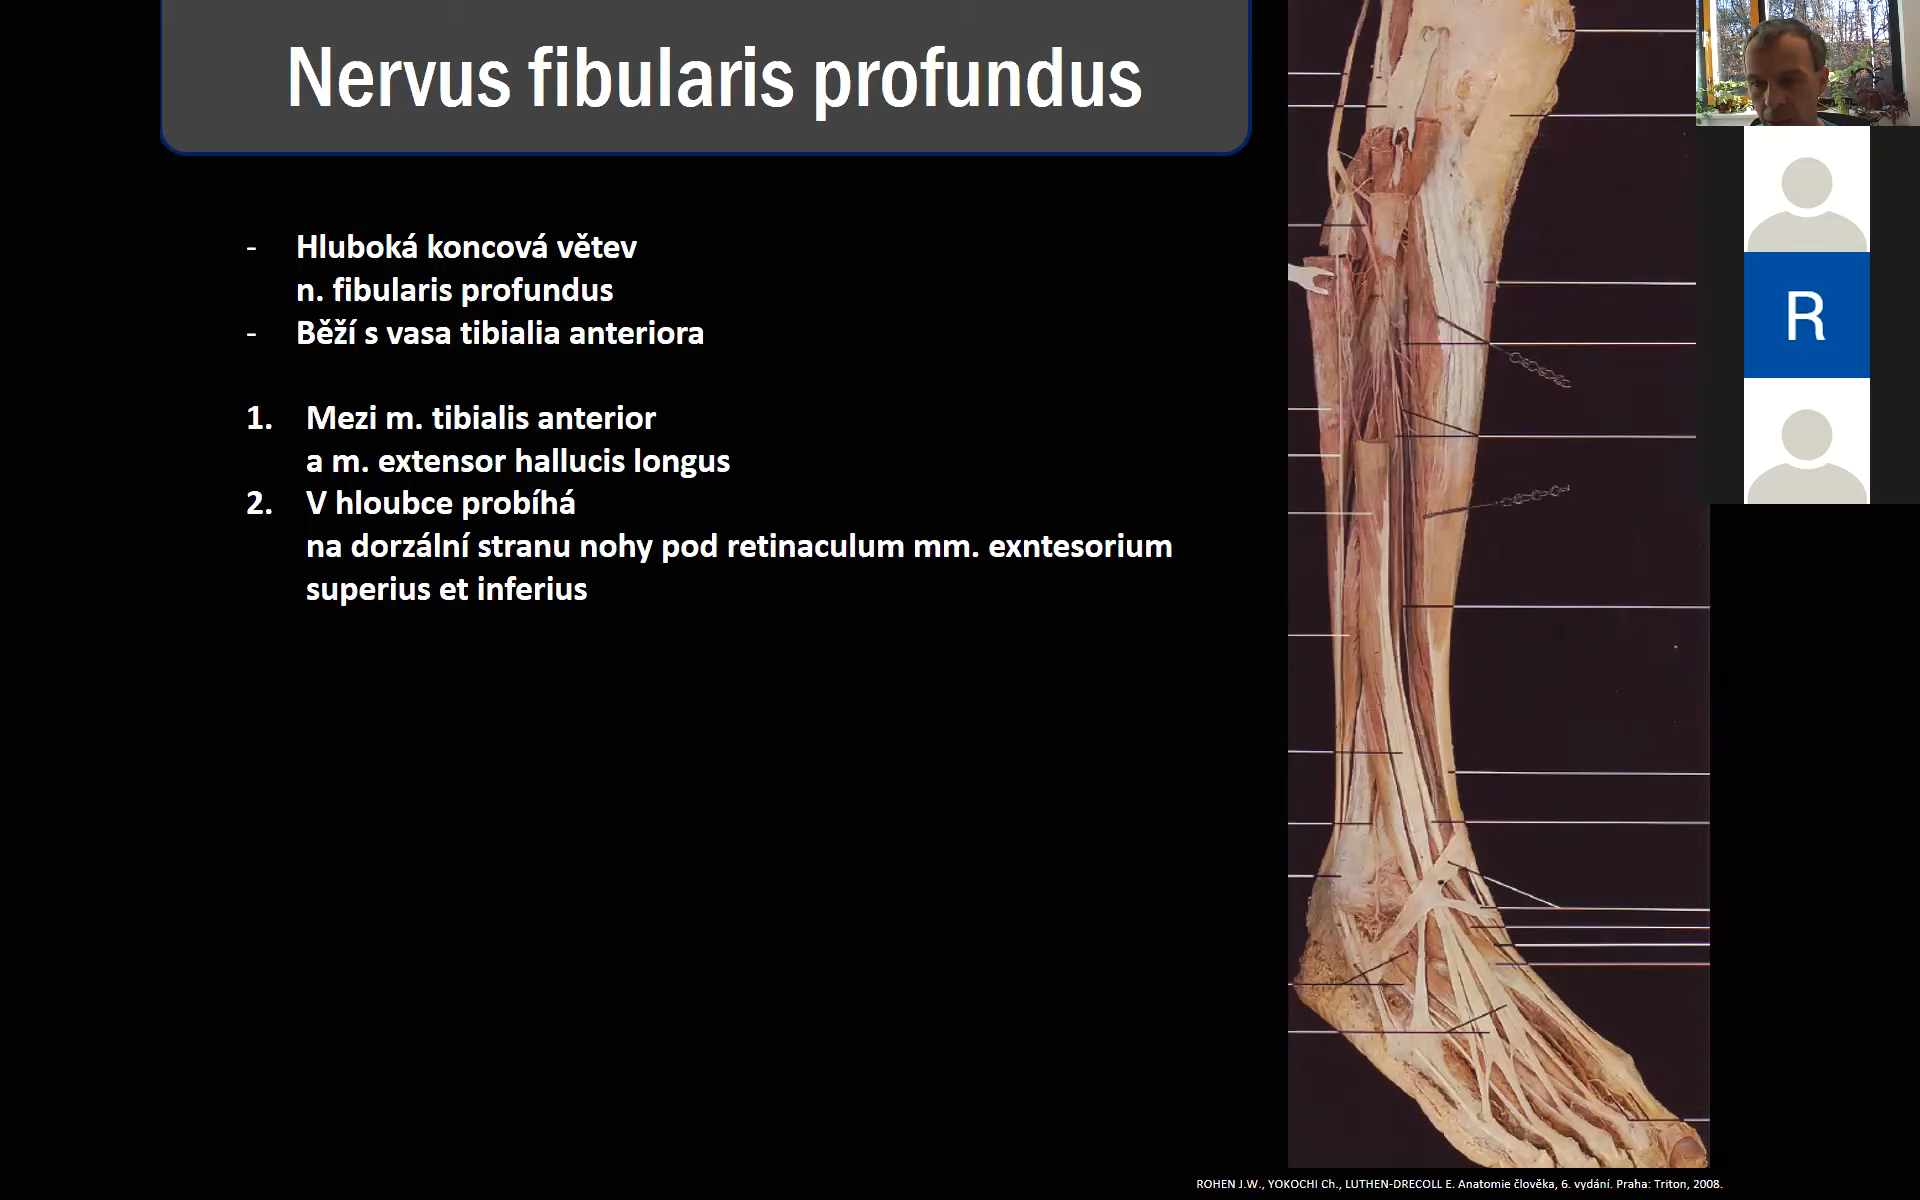 Nervus fibularis profundus
- Hluboká koncová větev
n. fibularis profundus
- Běží s vasa tibialia anteriora
1. Mezi m. tibialis anterior
a m. extensor hallucis longus
2. V hloubce probíhá
na dorzální stranu nohy pod retinaculum mm. exntesorium
superius et inferius
R
ROHEN J.W., YOKOCHI Ch., LUTHEN-DRECOLL E. Anatomie člověka, 6. vydání. Praha: Triton, 2008.